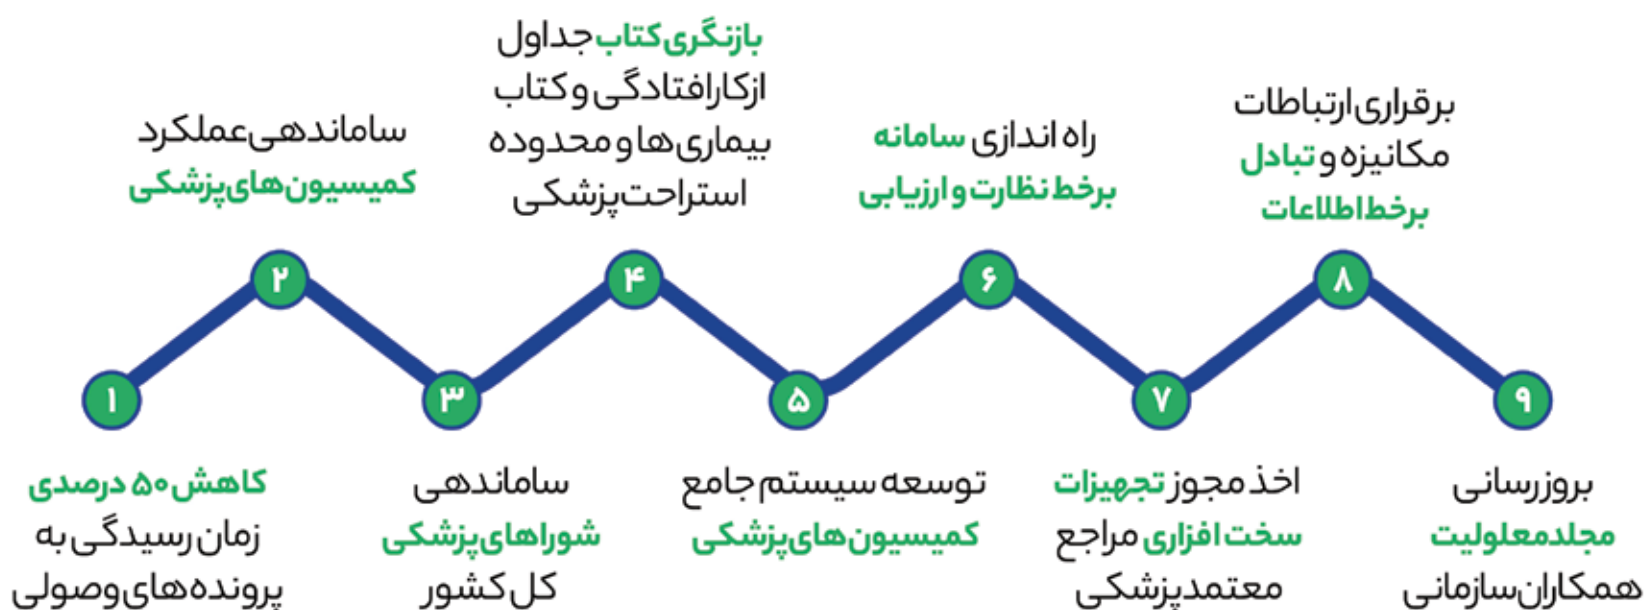 ۱
کاهش ۵۰ درصدی
زمان رسیدگی به
پرونده‌های وصولی
۲
ساماندهی عملکرد
کمیسیون‌های پزشکی
۳
ساماندهی
شوراهای پزشکی
کل کشور
۴
بازنگری کتاب جداول
ازکارافتادگی و کتاب
بیماری‌ها و محدوده
استراحت پزشکی
۵
توسعه سیستم جامع
کمیسیون‌های پزشکی
۶
راه اندازی سامانه
برخط نظارت و ارزیابی
۷
اخذ مجوز تجهیزات
سخت افزاری مراجع
معتمد پزشکی
۸
برقراری ارتباطات
مکانیزه و تبادل
برخط اطلاعات
۹
بروزرسانی
مجلد معلولیت
همکاران سازمانی